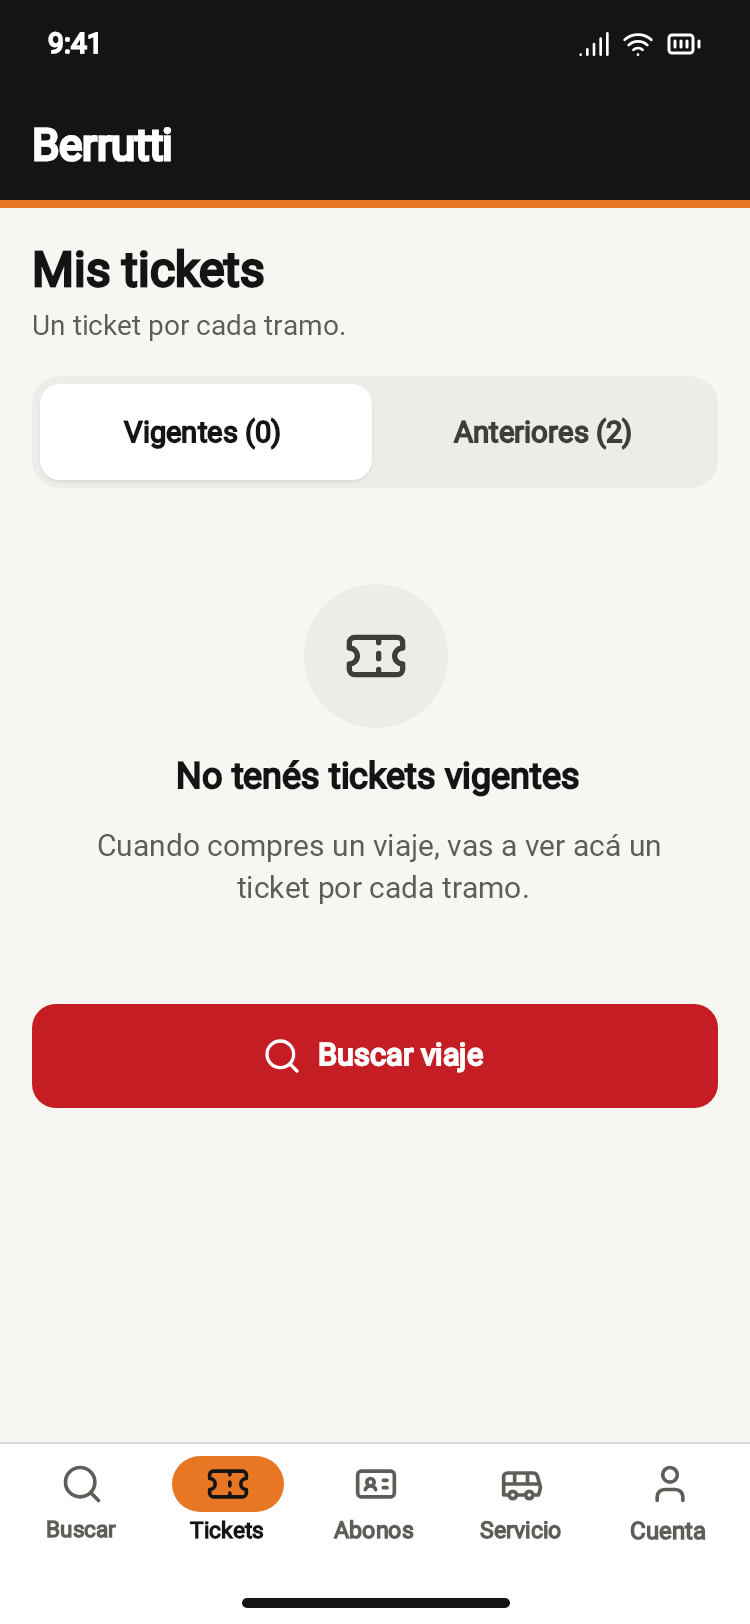 9:41
Berrutti
Mis tickets
Un ticket por cada tramo.
Vigentes (0)
Anteriores (2)
No tenés tickets vigentes
Cuando compres un viaje, vas a ver acá un
ticket por cada tramo.
Buscar viaje
Buscar
Tickets
Abonos
Servicio
Cuenta